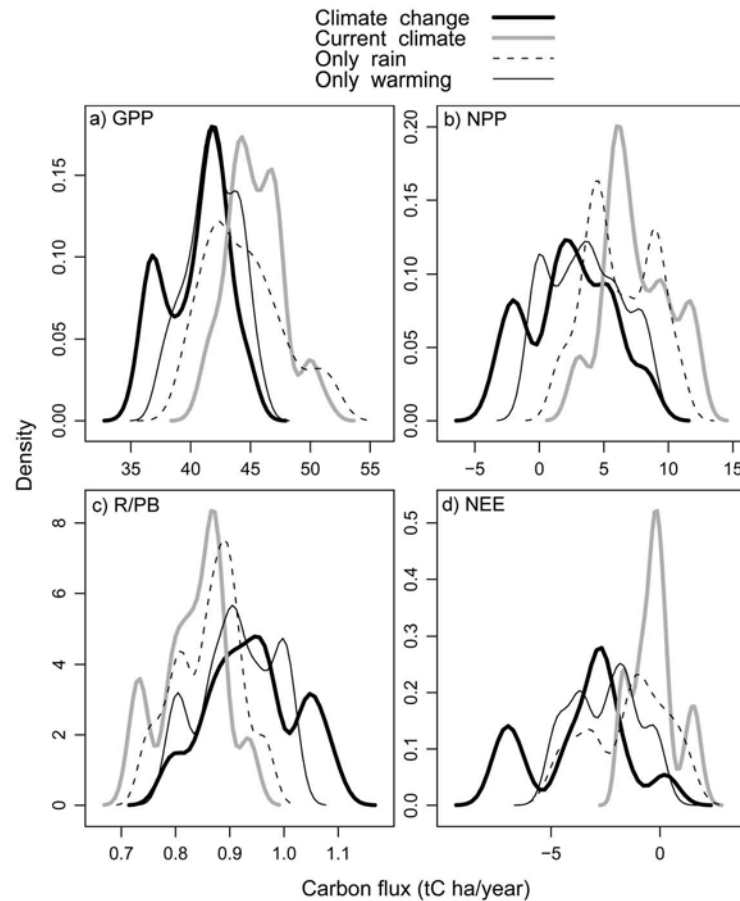 Climate change
Current climate
Only rain
Only warming
a) GPP
0.00 0.05 0.10 0.15
35 40 45 50 55
b) NPP
0.00 0.05 0.10 0.15 0.20
-5 0 5 10 15
Density
c) R/PB
0 2 4 6 8
0.7 0.8 0.9 1.0 1.1
d) NEE
0.0 0.1 0.2 0.3 0.4 0.5
-5 0
Carbon flux (tC ha/year)